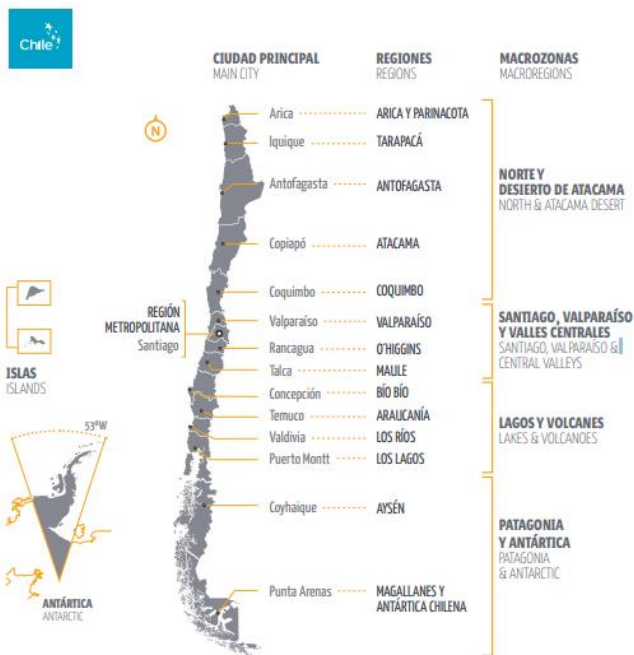 Chile
CIUDAD PRINCIPAL
MAIN CITY
REGIONES
REGIONS
MACROZONAS
MACROREGIONS
N
Arica
ARICA Y PARINACOTA
Iquique
TARAPACÁ
Antofagasta
ANTOFAGASTA
Copiapó
ATACAMA
Coquimbo
COQUIMBO
NORTE Y
DESIERTO DE ATACAMA
NORTH & ATACAMA DESERT
REGIÓN
METROPOLITANA
Santiago
Valparaíso
VALPARAÍSO
Rancagua
O'HIGGINS
Talca
MAULE
SANTIAGO, VALPARAÍSO
Y VALLES CENTRALES
SANTIAGO, VALPARAÍSO &
CENTRAL VALLEYS
ISLAS
ISLANDS
Concepción
BÍO BÍO
Temuco
ARAUCANÍA
Valdivia
LOS RÍOS
Puerto Montt
LOS LAGOS
LAGOS Y VOLCANES
LAKES & VOLCANOES
53°W
Coyhaique
AYSÉN
Punta Arenas
MAGALLANES Y
ANTÁRTICA CHILENA
PATAGONIA
Y ANTÁRTICA
PATAGONIA
& ANTARCTIC
ANTÁRTICA
ANTARCTIC